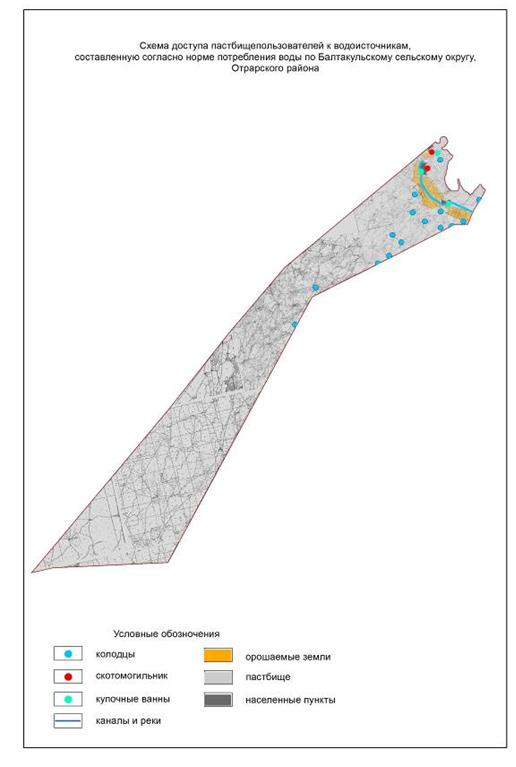 Схема доступа пастбищепользователей к водоисточникам,
составленную согласно норме потребления воды по Балтакульскому сельскому округу,
Отрарского района
Условные обозночения
колодцы
скотомогильник
купочные ванны
каналы и реки
орошаемые земли
пастбище
населенные пункты